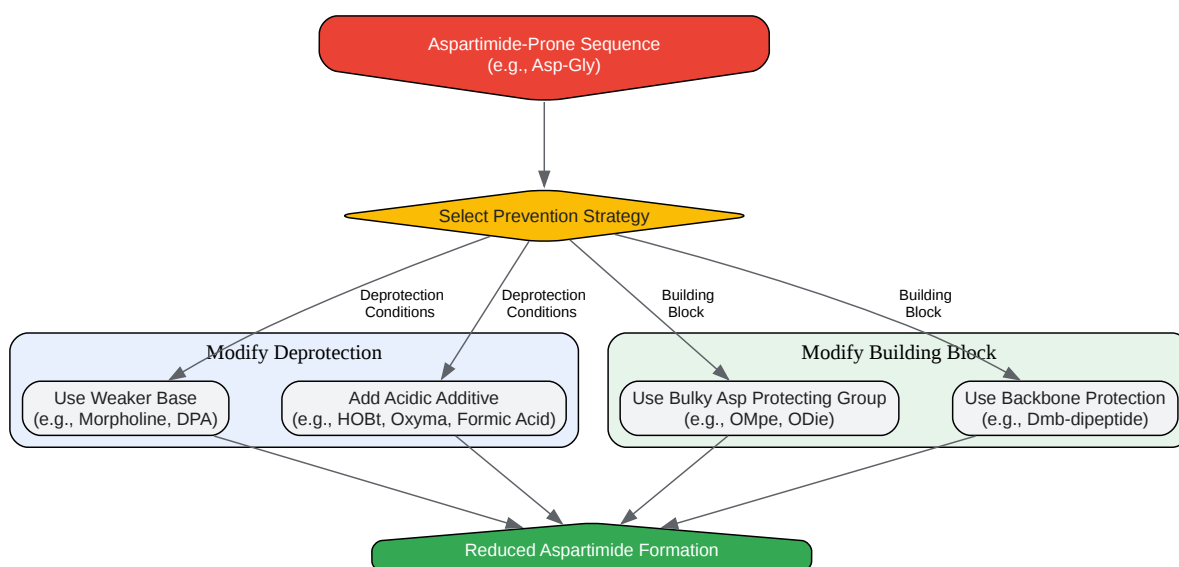 Aspartimide-Prone Sequence
(e.g., Asp-Gly)
Select Prevention Strategy
Deprotection
Conditions
Deprotection
Conditions
Building
Block
Building
Block
Modify Deprotection
Modify Building Block
Use Weaker Base
(e.g., Morpholine, DPA)
Add Acidic Additive
(e.g., HOBt, Oxyma, Formic Acid)
Use Bulky Asp Protecting Group
(e.g., OMpe, ODie)
Use Backbone Protection
(e.g., Dmb-dipeptide)
Reduced Aspartimide Formation